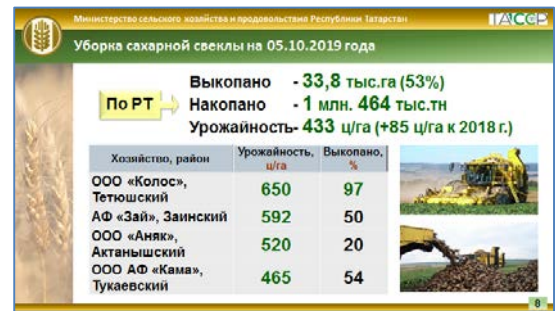 Министерство сельского хозяйства и продовольствия Республики Татарстан
ТАССР
Уборка сахарной свеклы на 05.10.2019 года
По РТ
Выкопано - 33,8 тыс.га (53%)
Накопано - 1 млн. 464 тыс.тн
Урожайность- 433 ц/га (+85 ц/га к 2018 г.)
Хозяйство, район Урожайность, ц/га Выкопано, %
ООО «Колос», Тетюшский 650 97
АФ «Зай», Заинский 592 50
ООО «Аняк», Актанышский 520 20
ООО АФ «Кама», Тукаевский 465 54
8